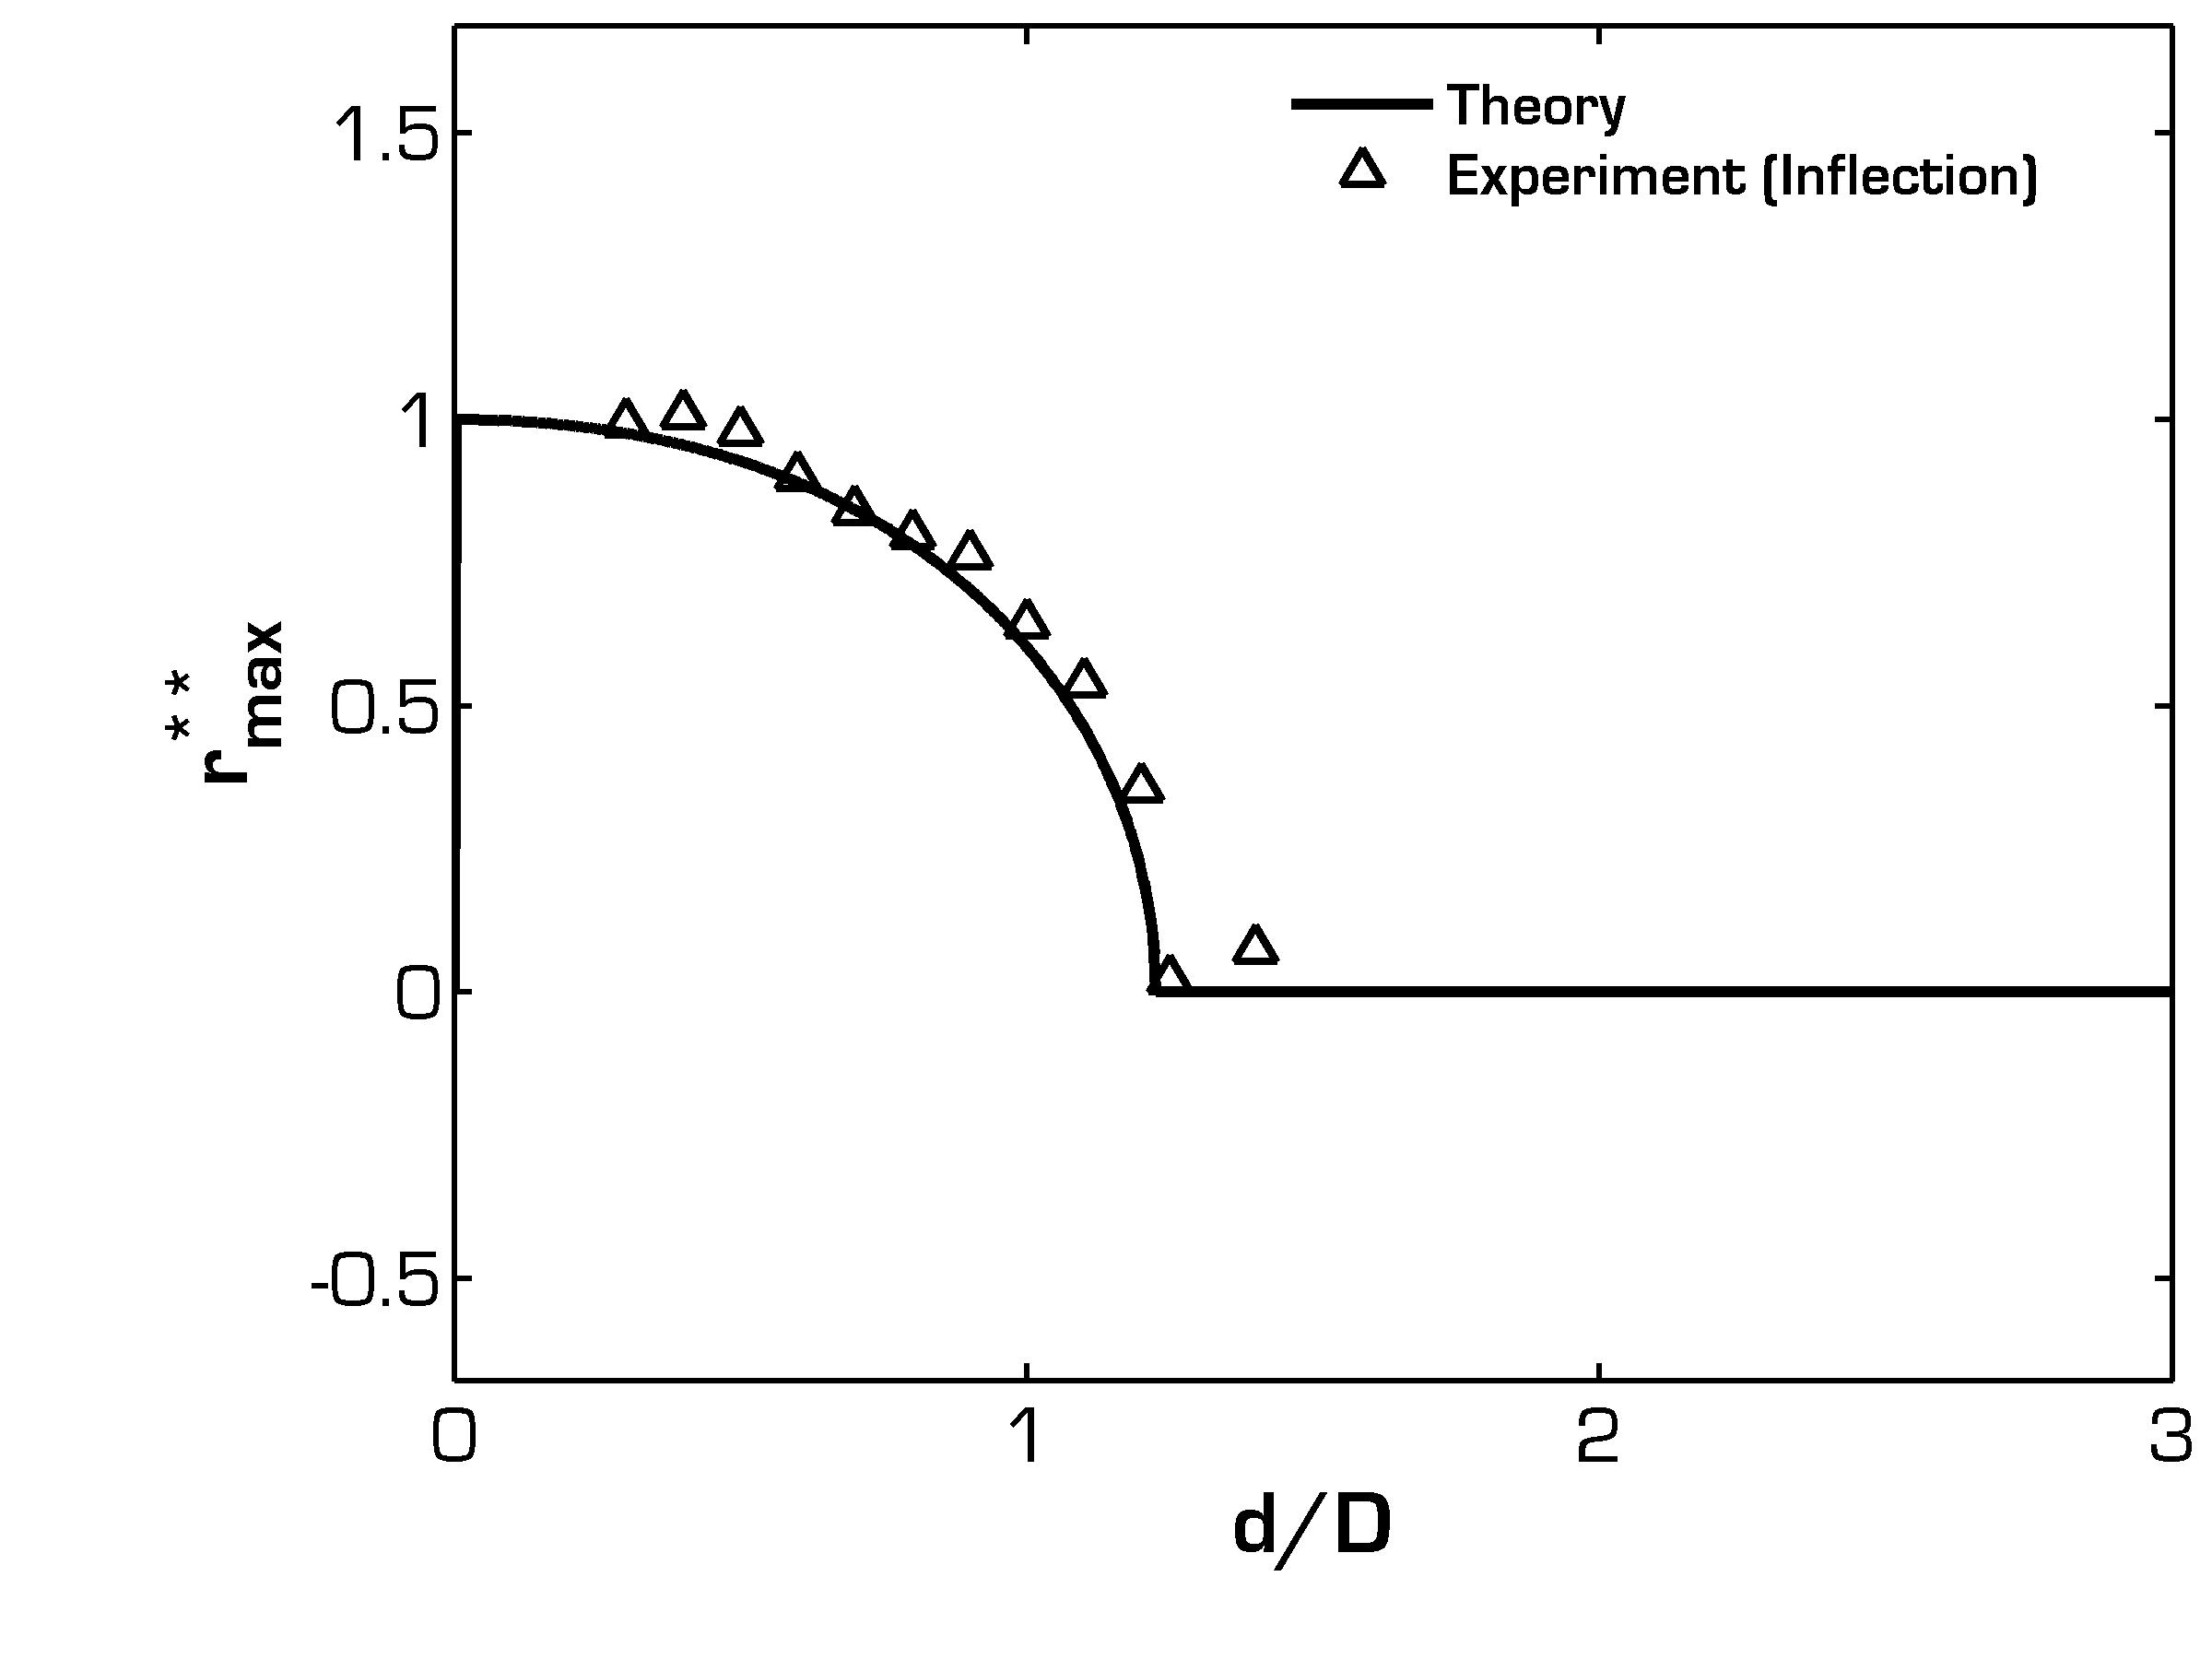 Theory
Experiment (Inflection)
1.5
1
0.5
0
-0.5
r**max
0 1 2 3
d/D